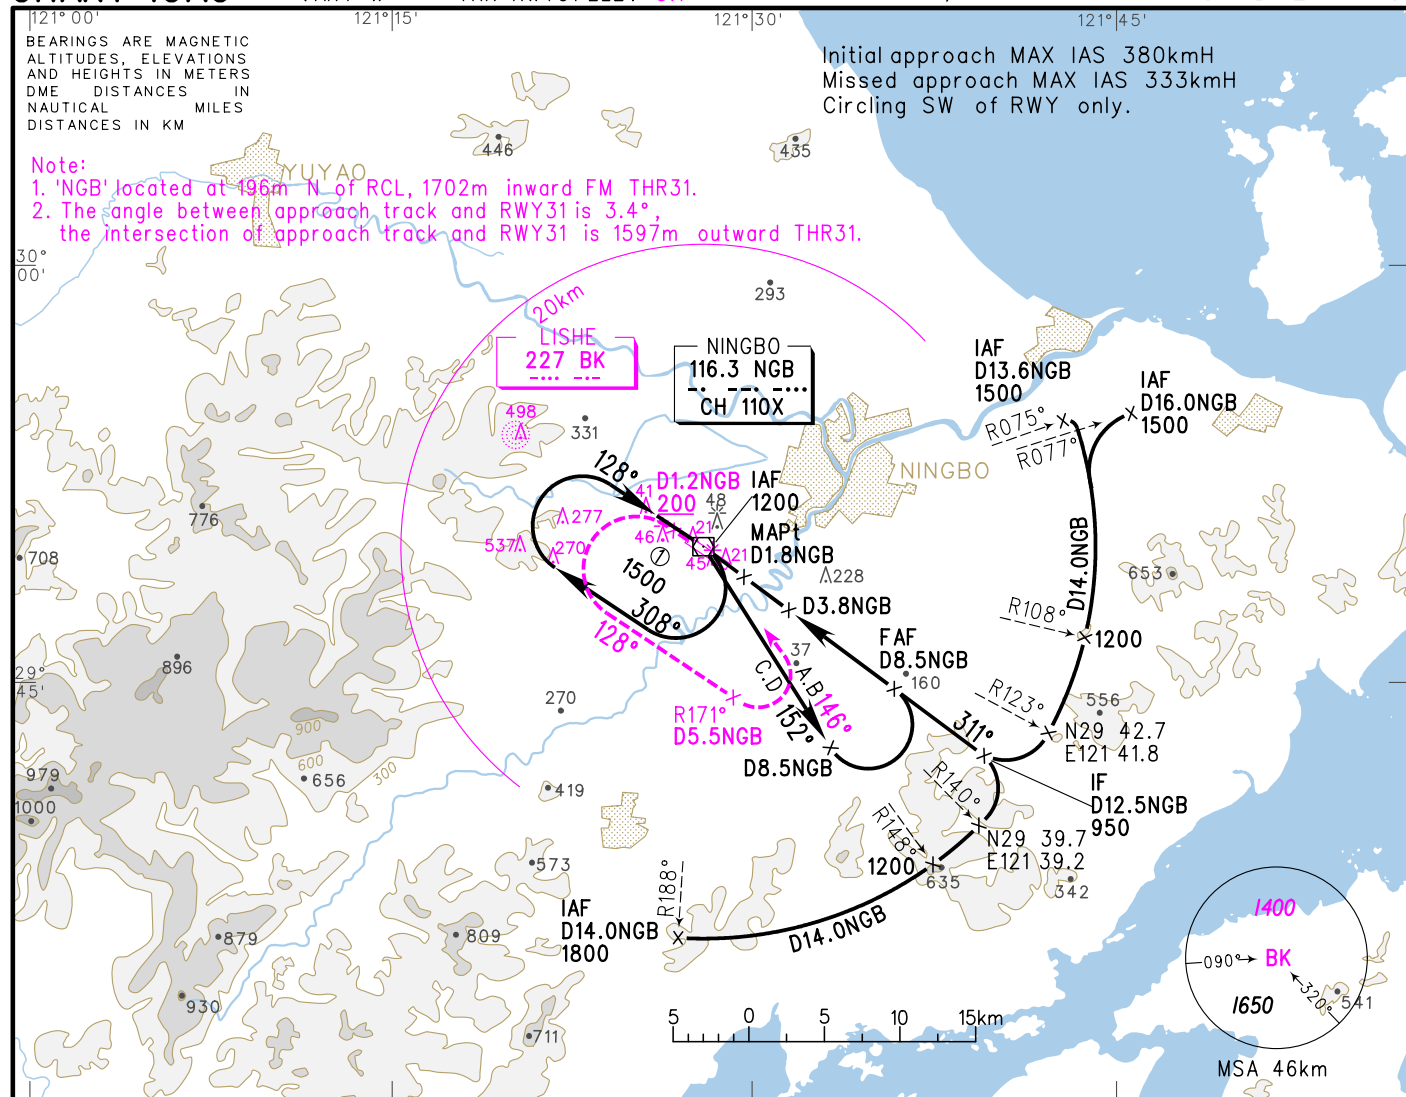 121° 00'
121°15'
121°30'
121°45'
BEARINGS ARE MAGNETIC
ALTITUDES, ELEVATIONS
AND HEIGHTS IN METERS
DME DISTANCES IN
NAUTICAL MILES
DISTANCES IN KM
Initial approach MAX IAS 380kmH
Missed approach MAX IAS 333kmH
Circling SW of RWY only.
446
435
YUYAO
Note:
1. 'NGB' located at 196m N of RCL, 1702m inward FM THR31.
2. The angle between approach track and RWY31 is 3.4°,
the intersection of approach track and RWY31 is 1597m outward THR31.
30°
00'
20km
293
LISHE
227 BK
NINGBO
116.3 NGB
CH 110X
IAF
D13.6NGB
1500
IAF
D16.0NGB
1500
R075°
R077°
498
331
NINGBO
128°
D1.2NGB
200
41
48
IAF
1200
277
776
46
21
MAPt
D1.8NGB
537
270
45
21
708
1
1500
228
653
D14.0NGB
308°
D3.8NGB
R108°
1200
128°
FAF
D8.5NGB
37
896
160
29°
45'
C.D
A.B
152°
146°
R123°
556
270
R171°
D5.5NGB
311°
N29 42.7
E121 41.8
900
600
300
D8.5NGB
656
979
1000
419
R140°
IF
D12.5NGB
950
N29 39.7
E121 39.2
R148°
573
1200
635
342
R188°
IAF
D14.0NGB
1800
D14.0NGB
879
809
1400
090°
BK
320°
1650
541
930
711
5 0 5 10 15km
MSA 46km